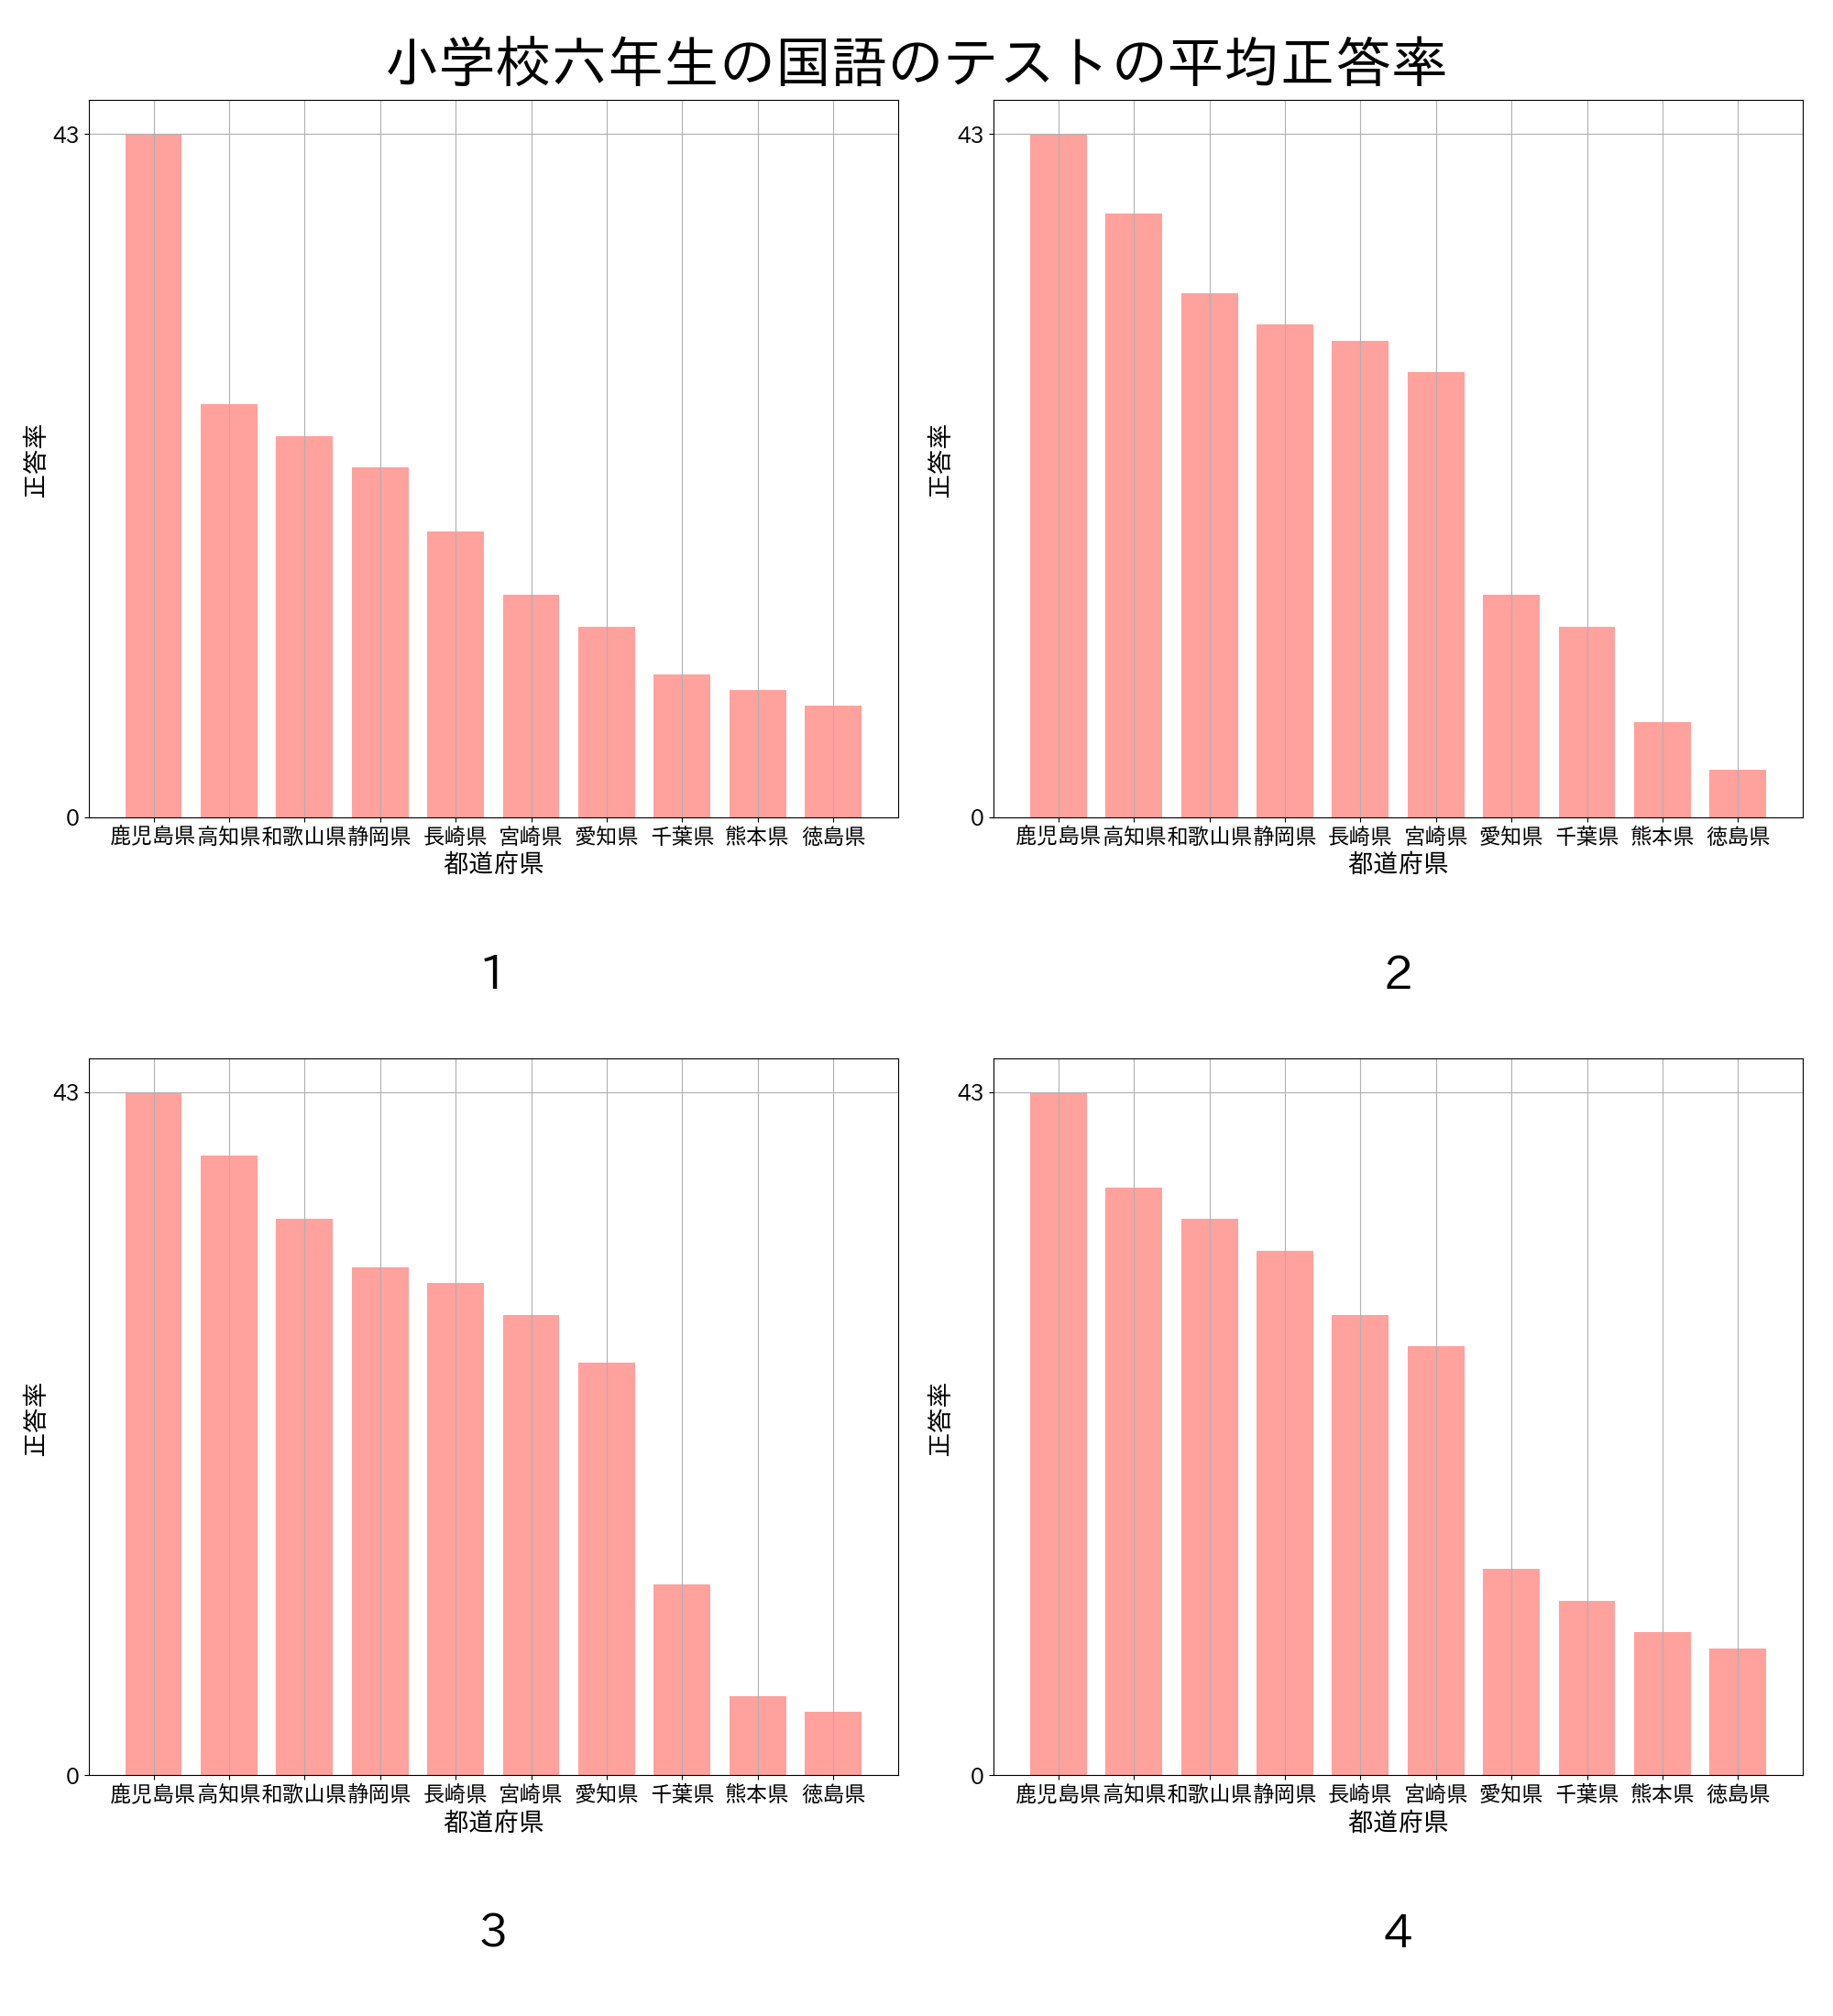 小学校六年生の国語のテストの平均正答率
43
正答率
0
鹿児島県 高知県 和歌山県 静岡県 長崎県 宮崎県 愛知県 千葉県 熊本県 徳島県
都道府県
1
43
正答率
0
鹿児島県 高知県 和歌山県 静岡県 長崎県 宮崎県 愛知県 千葉県 熊本県 徳島県
都道府県
2
43
正答率
0
鹿児島県 高知県 和歌山県 静岡県 長崎県 宮崎県 愛知県 千葉県 熊本県 徳島県
都道府県
3
43
正答率
0
鹿児島県 高知県 和歌山県 静岡県 長崎県 宮崎県 愛知県 千葉県 熊本県 徳島県
都道府県
4